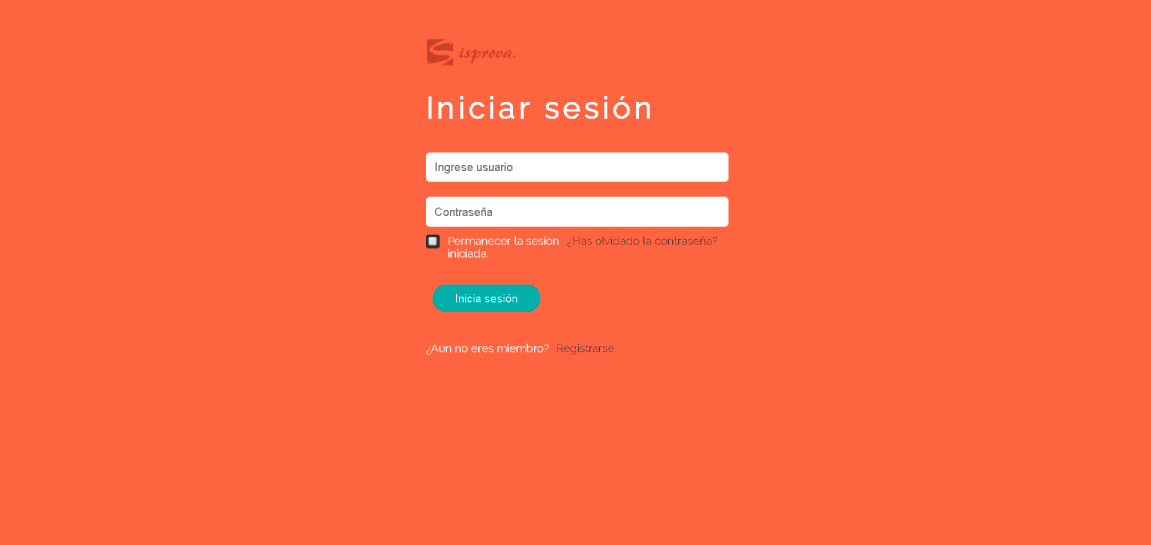 Sisprova.
Iniciar sesión
Ingrese usuario
Contraseña
Permanecer la sesión ¿Has olvidado la contraseña?
iniciada.
Inicia sesión
¿Aun no eres miembro? Registrarse.